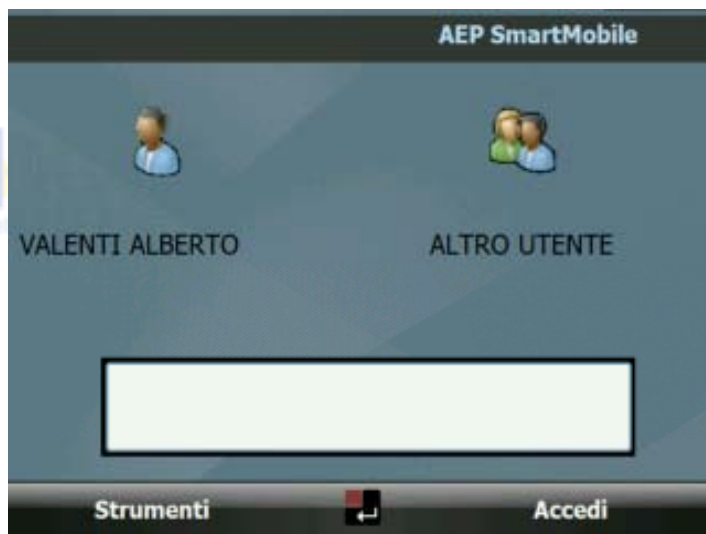 AEP SmartMobile
VALENTI ALBERTO
ALTRO UTENTE
Strumenti
Accedi